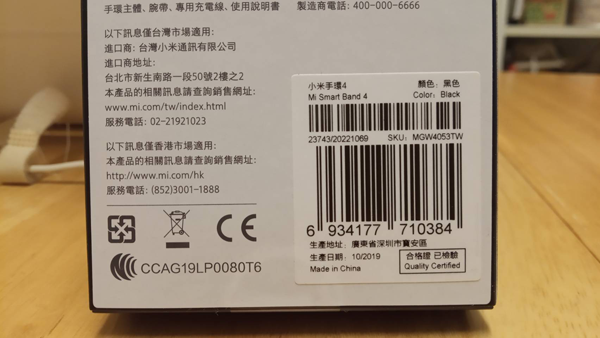 手環主體、腕帶、專用充電線、使用說明書
製造商電話: 400-000-6666
以下訊息僅台灣市場適用:
進口商: 台灣小米通訊有限公司
進口商地址:
台北市新生南路一段50號2樓之2
本產品的相關訊息請查詢銷售網址:
www.mi.com/tw/index.html
服務電話: 02-21921023
以下訊息僅香港市場適用:
本產品的相關訊息請查詢銷售網址:
http://www.mi.com/hk
服務電話: (852)3001-1888
CE
CCAG19LP0080T6
小米手環4
顏色: 黑色
Mi Smart Band 4
Color: Black
23743/20221069
SKU: MGW4053TW
6 934177 710384
生產地址: 廣東省深圳市寶安區
生產日期: 10/2019
Made in China
合格證 已檢驗
Quality Certified